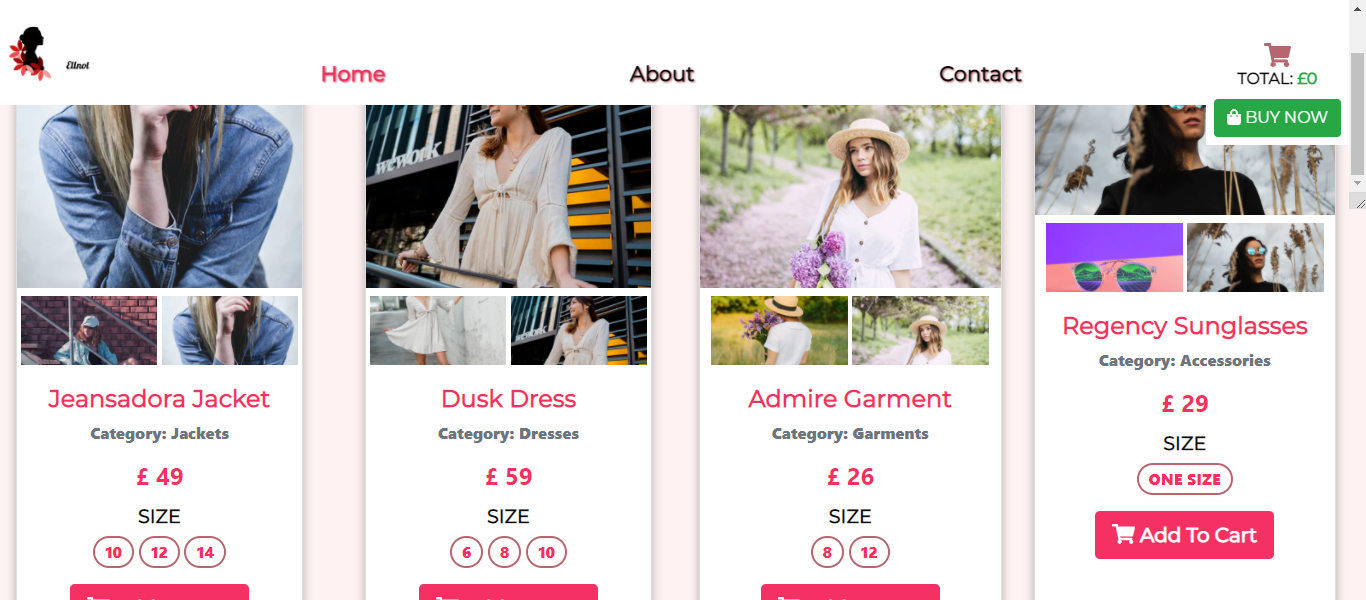 Ellnot
Home
About
Contact
TOTAL: £0
BUY NOW
wework
Jeansadora Jacket
Category: Jackets
£ 49
SIZE
10 12 14
Dusk Dress
Category: Dresses
£ 59
SIZE
6 8 10
Admire Garment
Category: Garments
£ 26
SIZE
8 12
Regency Sunglasses
Category: Accessories
£ 29
SIZE
ONE SIZE
Add To Cart